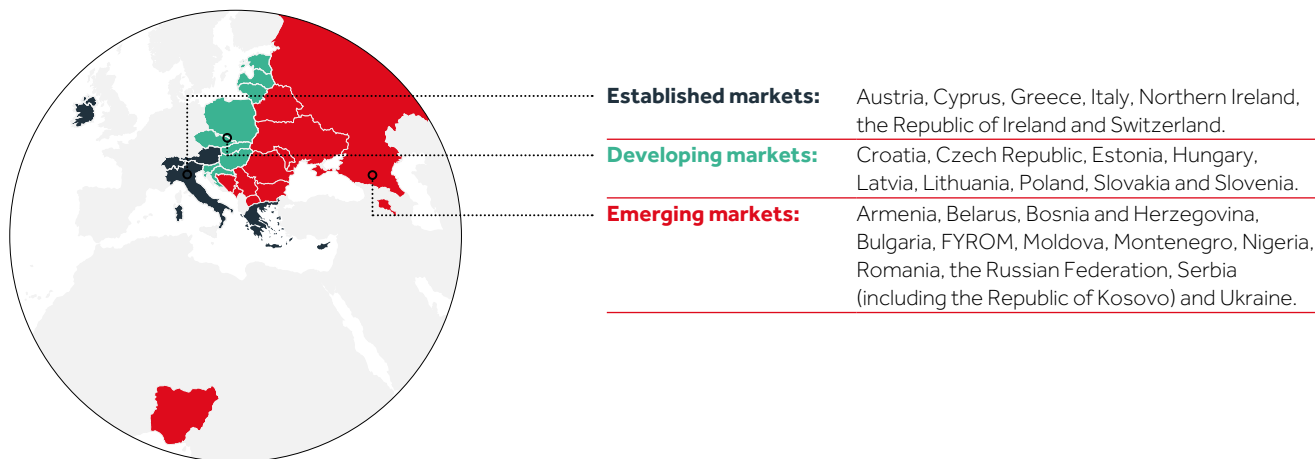 Established markets: Austria, Cyprus, Greece, Italy, Northern Ireland,
the Republic of Ireland and Switzerland.
Developing markets: Croatia, Czech Republic, Estonia, Hungary,
Latvia, Lithuania, Poland, Slovakia and Slovenia.
Emerging markets: Armenia, Belarus, Bosnia and Herzegovina,
Bulgaria, FYROM, Moldova, Montenegro, Nigeria,
Romania, the Russian Federation, Serbia
(including the Republic of Kosovo) and Ukraine.